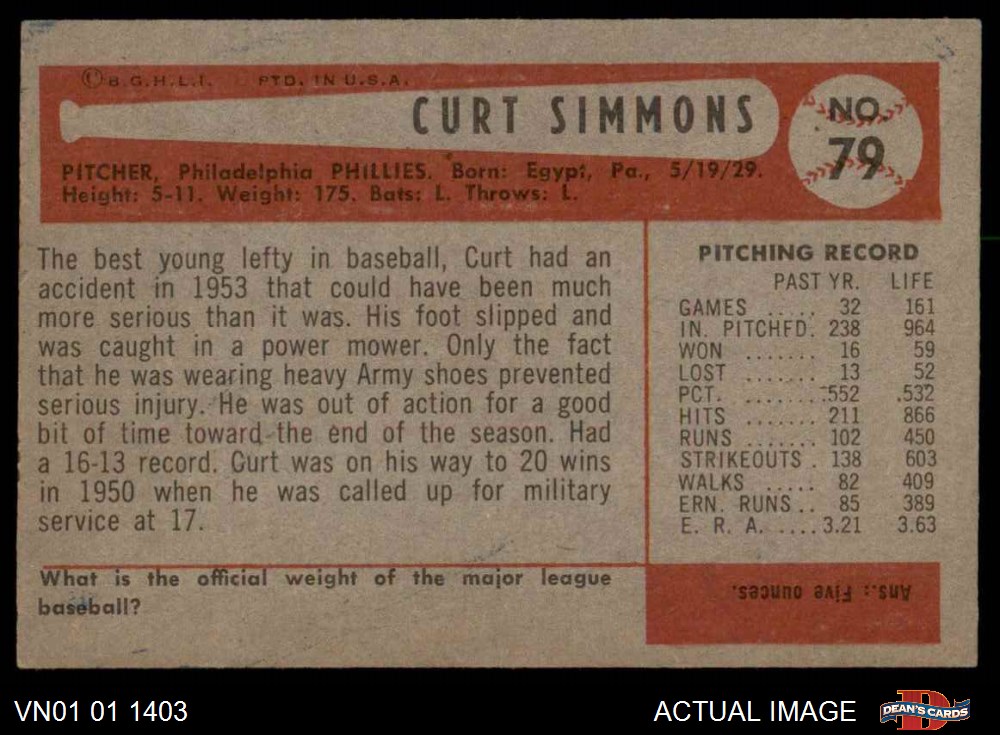 © B.G.H.L.I. PTD. IN U.S.A.
CURT SIMMONS
NO.
79
PITCHER, Philadelphia PHILLIES. Born: Egypt, Pa., 5/19/29.
Height: 5-11. Weight: 175. Bats: L. Throws: L.
The best young lefty in baseball, Curt had an
accident in 1953 that could have been much
more serious than it was. His foot slipped and
was caught in a power mower. Only the fact
that he was wearing heavy Army shoes prevented
serious injury. He was out of action for a good
bit of time toward the end of the season. Had
a 16-13 record. Curt was on his way to 20 wins
in 1950 when he was called up for military
service at 17.
PITCHING RECORD
PAST YR. LIFE
GAMES ..... 32 161
IN. PITCHED. 238 964
WON ....... 16 59
LOST ....... 13 52
PCT. ........ .552 .532
HITS ....... 211 866
RUNS ....... 102 450
STRIKEOUTS . 138 603
WALKS ..... 82 409
ERN. RUNS .. 85 389
E. R. A. .... 3.21 3.63
What is the official weight of the major league
baseball?
Ans.: Five ounces.
VN01 01 1403
ACTUAL IMAGE
D
DEAN'S CARDS